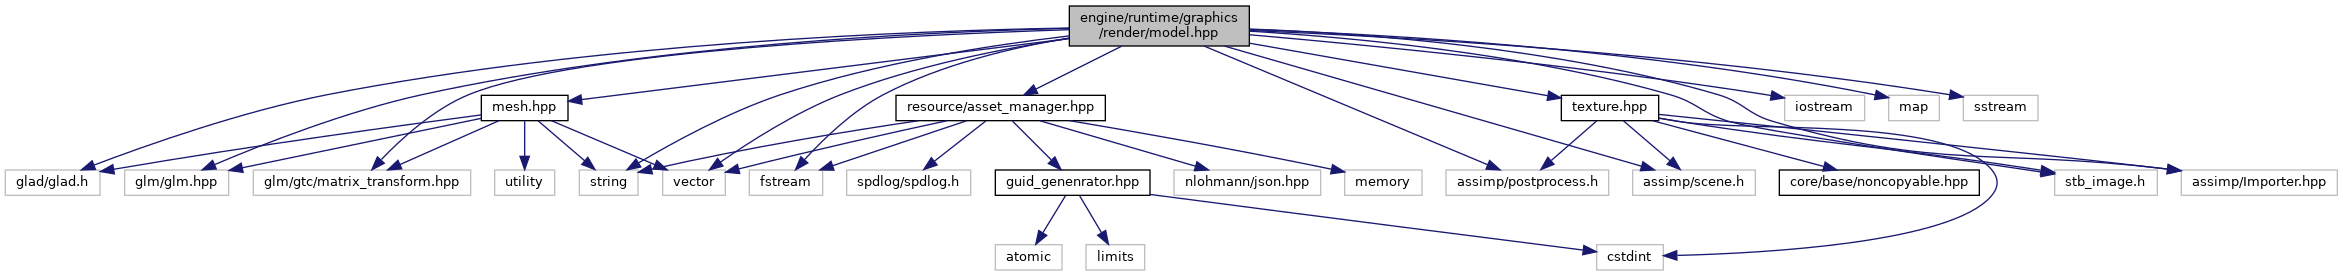 engine/runtime/graphics
/render/model.hpp
mesh.hpp
resource/asset_manager.hpp
texture.hpp
iostream
map
sstream
glad/glad.h
glm/glm.hpp
glm/gtc/matrix_transform.hpp
utility
string
vector
fstream
spdlog/spdlog.h
guid_genenrator.hpp
nlohmann/json.hpp
memory
assimp/postprocess.h
assimp/scene.h
core/base/noncopyable.hpp
stb_image.h
assimp/Importer.hpp
atomic
limits
cstdint